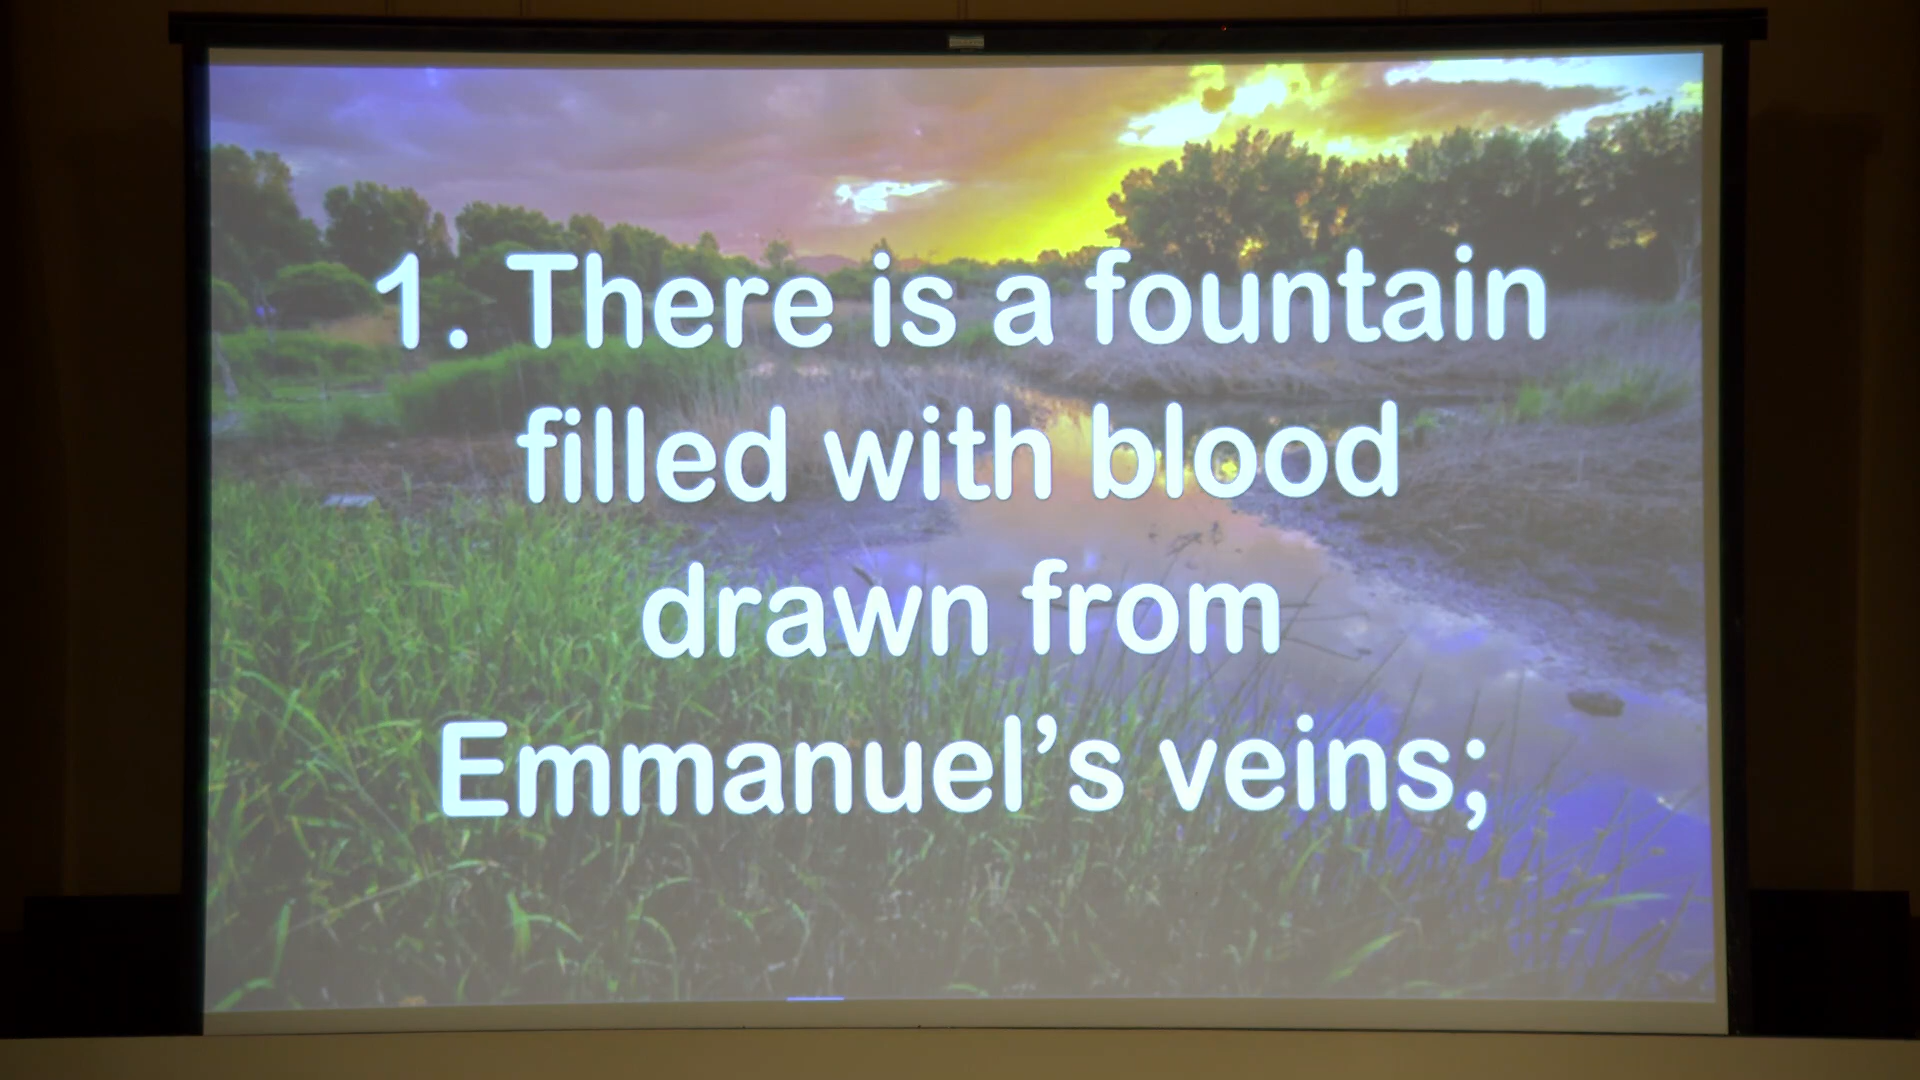 1. There is a fountain
filled with blood
drawn from
Emmanuel’s veins;